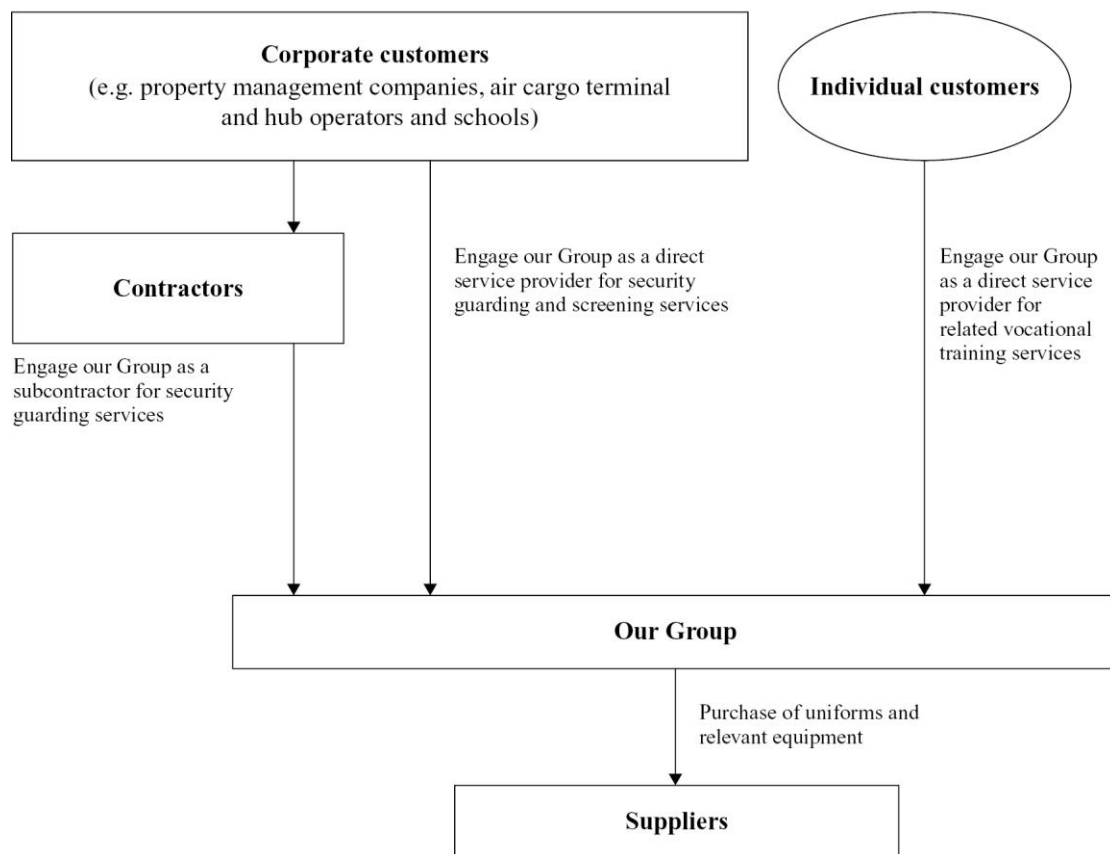 Corporate customers
(e.g. property management companies, air cargo terminal
and hub operators and schools)
Individual customers
Contractors
Engage our Group as a
subcontractor for security
guarding services
Engage our Group as a direct
service provider for security
guarding and screening services
Engage our Group
as a direct service
provider for
related vocational
training services
Our Group
Purchase of uniforms and
relevant equipment
Suppliers